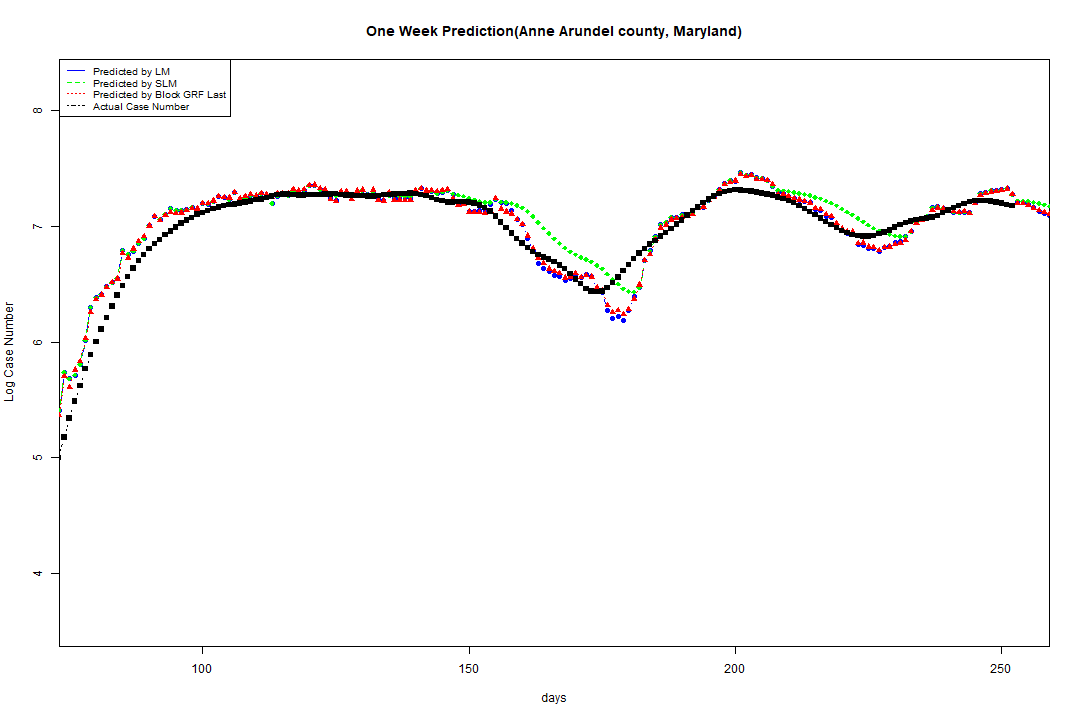 One Week Prediction(Anne Arundel county, Maryland)
Predicted by LM
Predicted by SLM
Predicted by Block GRF Last
Actual Case Number
8
7
6
5
4
Log Case Number
100 150 200 250
days